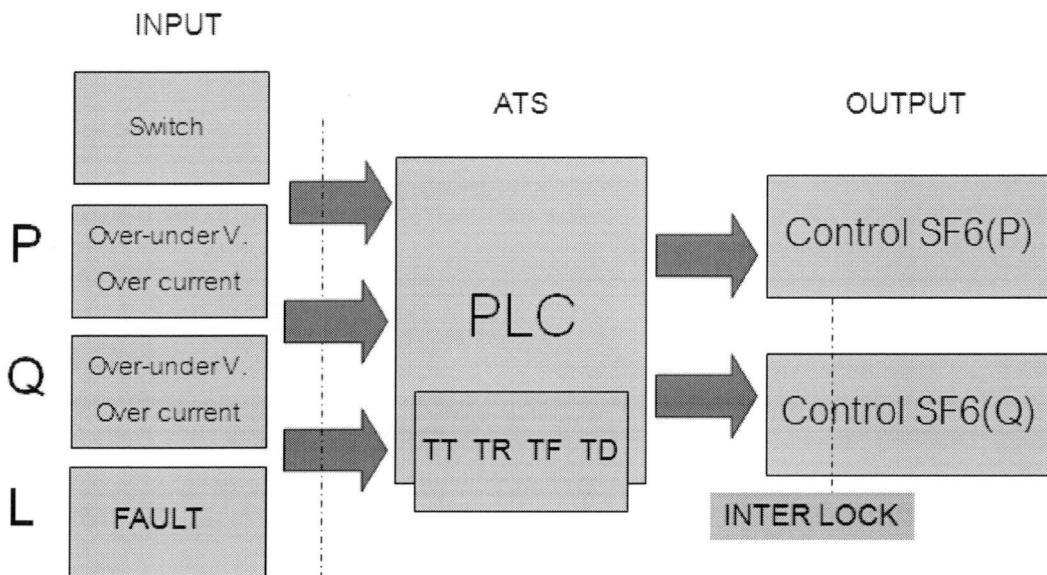 INPUT
ATS
OUTPUT
Switch
P
Over-under V.
Over current
Q
Over-under V.
Over current
L
FAULT
PLC
TT TR TF TD
Control SF6(P)
Control SF6(Q)
INTER LOCK